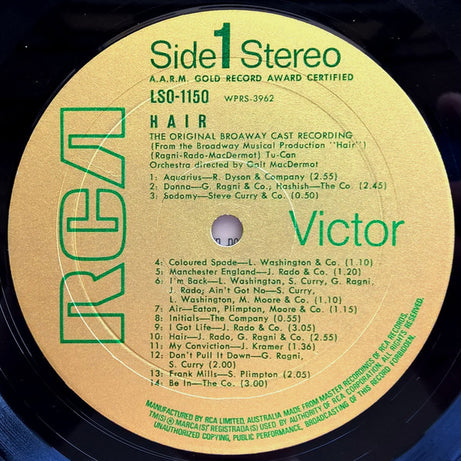 Side 1 Stereo
A.A.R.M. GOLD RECORD AWARD CERTIFIED
LSO-1150 WPRS-3962
HAIR
THE ORIGINAL BROAWAY CAST RECORDING
(From the Broadway Musical Production "Hair")
(Ragni-Rado-MacDermot) Tu-Can
Orchestra directed by Galt MacDermot
1: Aquarius—R. Dyson & Company (2.55)
2: Donna—G. Ragni & Co.; Hashish—The Co. (2.45)
3: Sodomy—Steve Curry & Co. (0.50)
RCA
Victor
4: Coloured Spade—L. Washington & Co. (1.10)
5: Manchester England—J. Rado & Co. (1.20)
6: I'm Back—L. Washington, S. Curry, G. Ragni,
J. Rado; Ain't Got No—S. Curry,
L. Washington, M. Moore & Co. (1.10)
7: Air—Eaton, Plimpton, Moore & Co. (1.15)
8: Initials—The Company (0.55)
9: I Got Life—J. Rado & Co. (3.05)
10: Hair—J. Rado, G. Ragni & Co. (2.55)
11: My Conviction—J. Kramer (1.36)
12: Don't Pull It Down—G. Ragni,
S. Curry (2.00)
13: Frank Mills—S. Plimpton (2.05)
14: Be In—The Co. (3.00)
MANUFACTURED BY RCA LIMITED, AUSTRALIA MADE FROM MASTER RECORDINGS OF RCA RECORDS.
TM(S) ® MARCA(S) REGISTRADA(S) USED BY AUTHORITY OF RCA CORPORATION. ALL RIGHTS RESERVED.
UNAUTHORIZED COPYING, PUBLIC PERFORMANCE, BROADCASTING OF THIS RECORD FORBIDDEN.